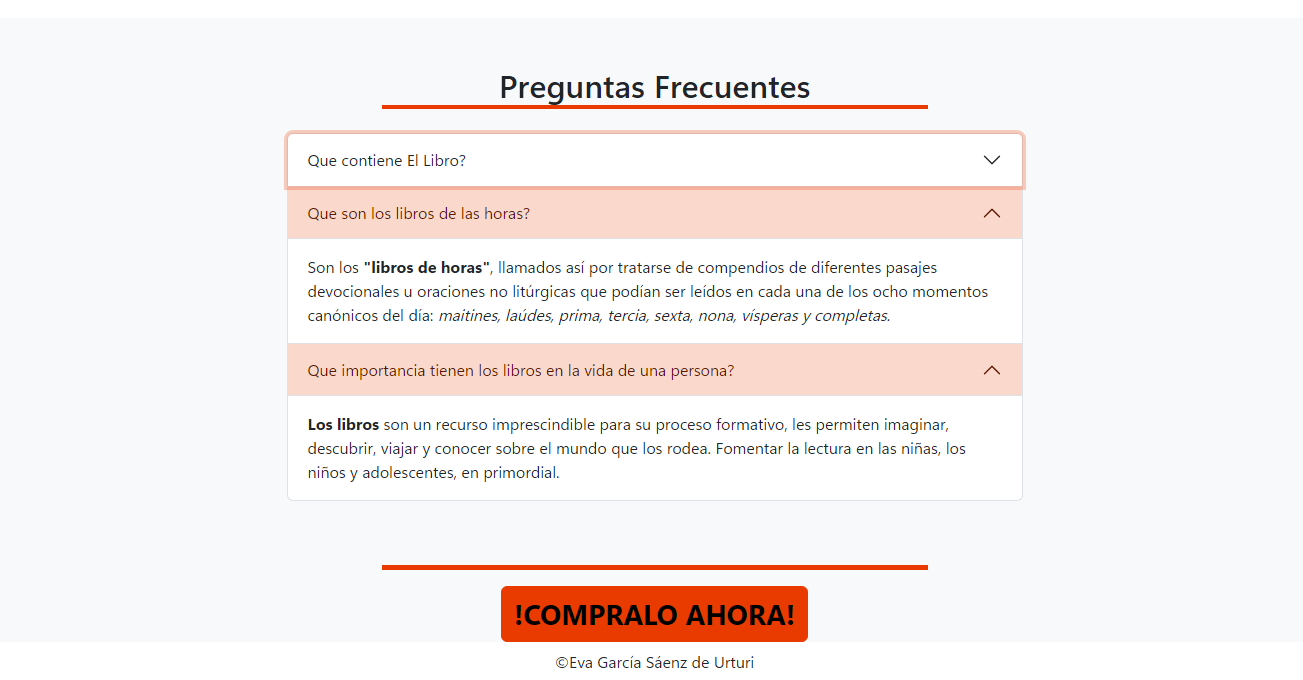 Preguntas Frecuentes
Que contiene El Libro?
Que son los libros de las horas?
Son los "libros de horas", llamados así por tratarse de compendios de diferentes pasajes
devocionales u oraciones no litúrgicas que podían ser leídos en cada una de los ocho momentos
canónicos del día: maitines, laúdes, prima, tercia, sexta, nona, vísperas y completas.
Que importancia tienen los libros en la vida de una persona?
Los libros son un recurso imprescindible para su proceso formativo, les permiten imaginar,
descubrir, viajar y conocer sobre el mundo que los rodea. Fomentar la lectura en las niñas, los
niños y adolescentes, en primordial.
!COMPRALO AHORA!
©Eva García Sáenz de Urturi